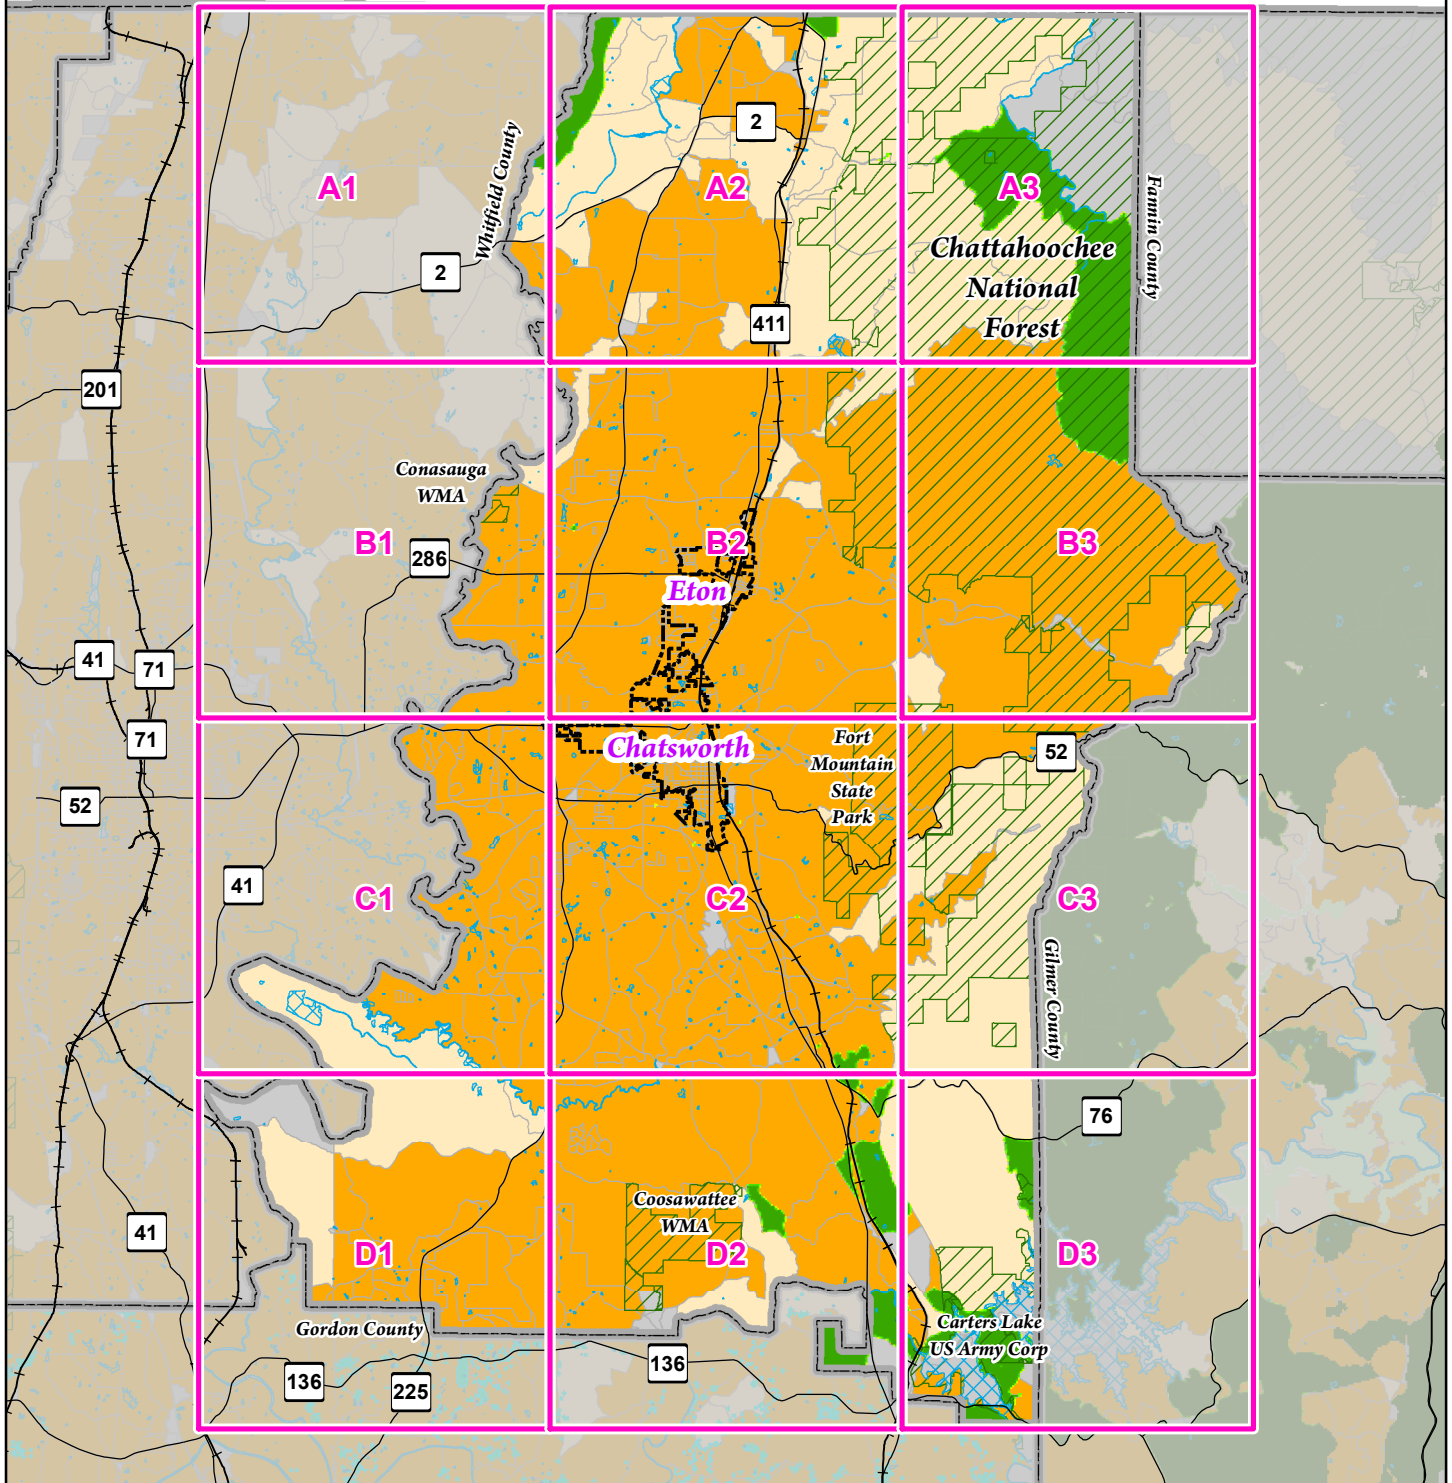 2
A1
Whitfield County
A2
A3
Fannin County
Chattahoochee
National
Forest
2
411
201
Conasauga
WMA
B1
286
B2
Eton
B3
41
71
71
Chatsworth
Fort
Mountain
State
Park
52
52
41
C1
C2
C3
Gilmer County
76
Coosawattee
WMA
41
D1
D2
D3
Gordon County
Carters Lake
US Army Corp
136
136
225